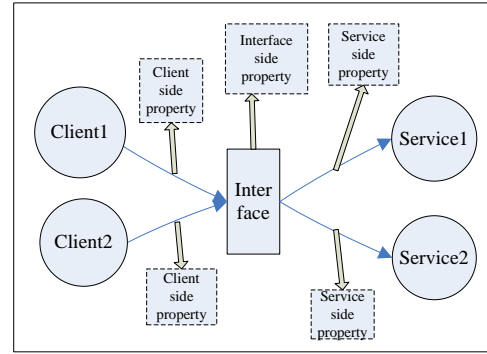 Client
side
property
Interface
side
property
Service
side
property
Client1
Service1
Inter
face
Client2
Service2
Client
side
property
Service
side
property